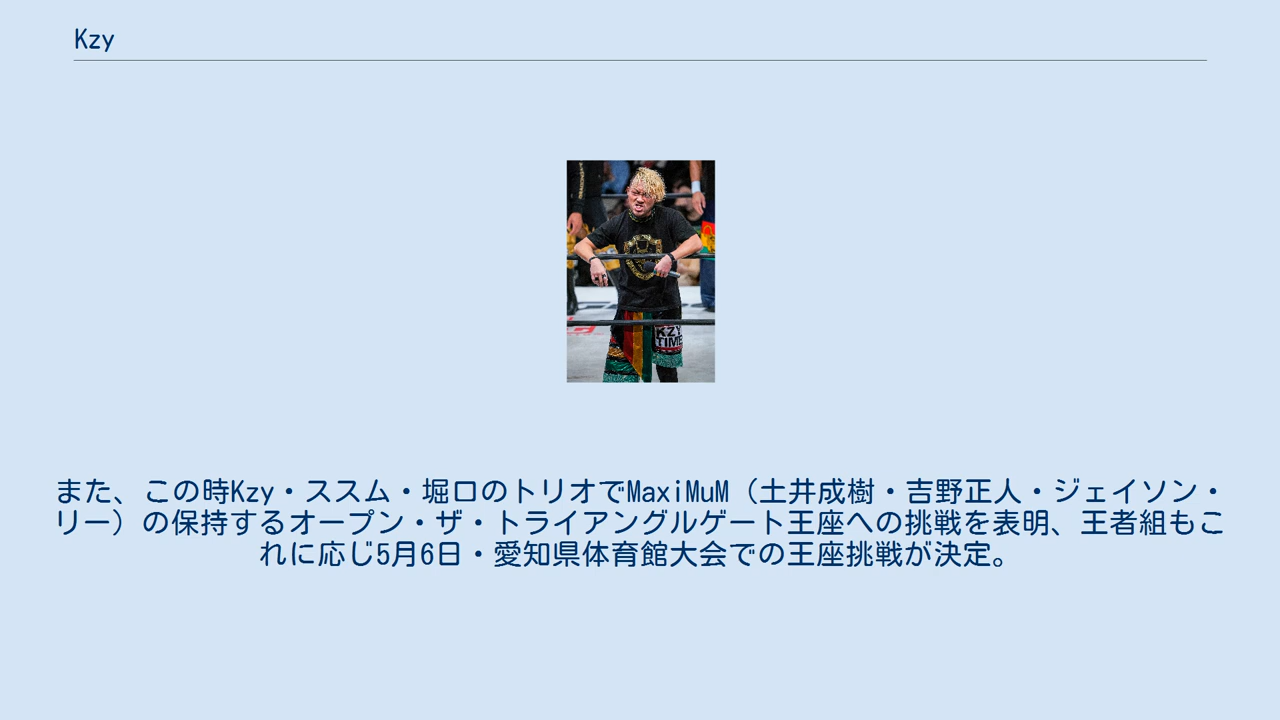 Kzy
KZY
TIME
また、この時Kzy・ススム・堀口のトリオでMaxiMuM（土井成樹・吉野正人・ジェイソン・
リー）の保持するオープン・ザ・トライアングルゲート王座への挑戦を表明、王者組もこ
れに応じ5月6日・愛知県体育館大会での王座挑戦が決定。